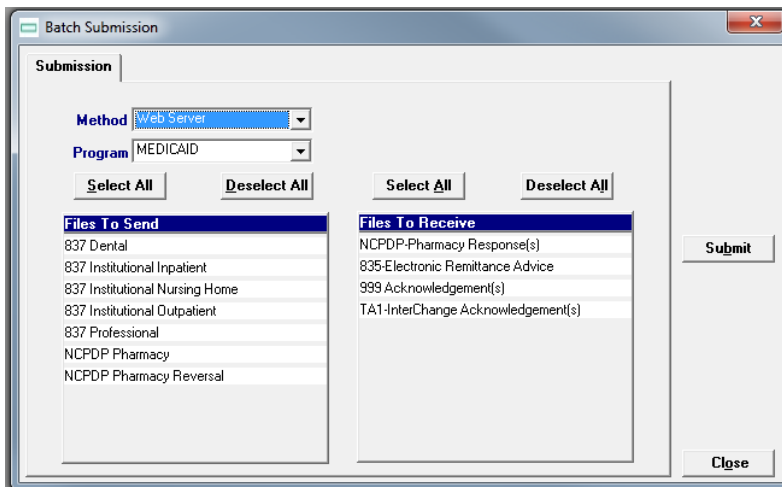 Batch Submission
Submission
Method Web Server
Program MEDICAID
Select All Deselect All Select All Deselect All
Files To Send
837 Dental
837 Institutional Inpatient
837 Institutional Nursing Home
837 Institutional Outpatient
837 Professional
NCPDP Pharmacy
NCPDP Pharmacy Reversal
Files To Receive
NCPDP-Pharmacy Response(s)
835-Electronic Remittance Advice
999 Acknowledgement(s)
TA1-InterChange Acknowledgement(s)
Submit
Close